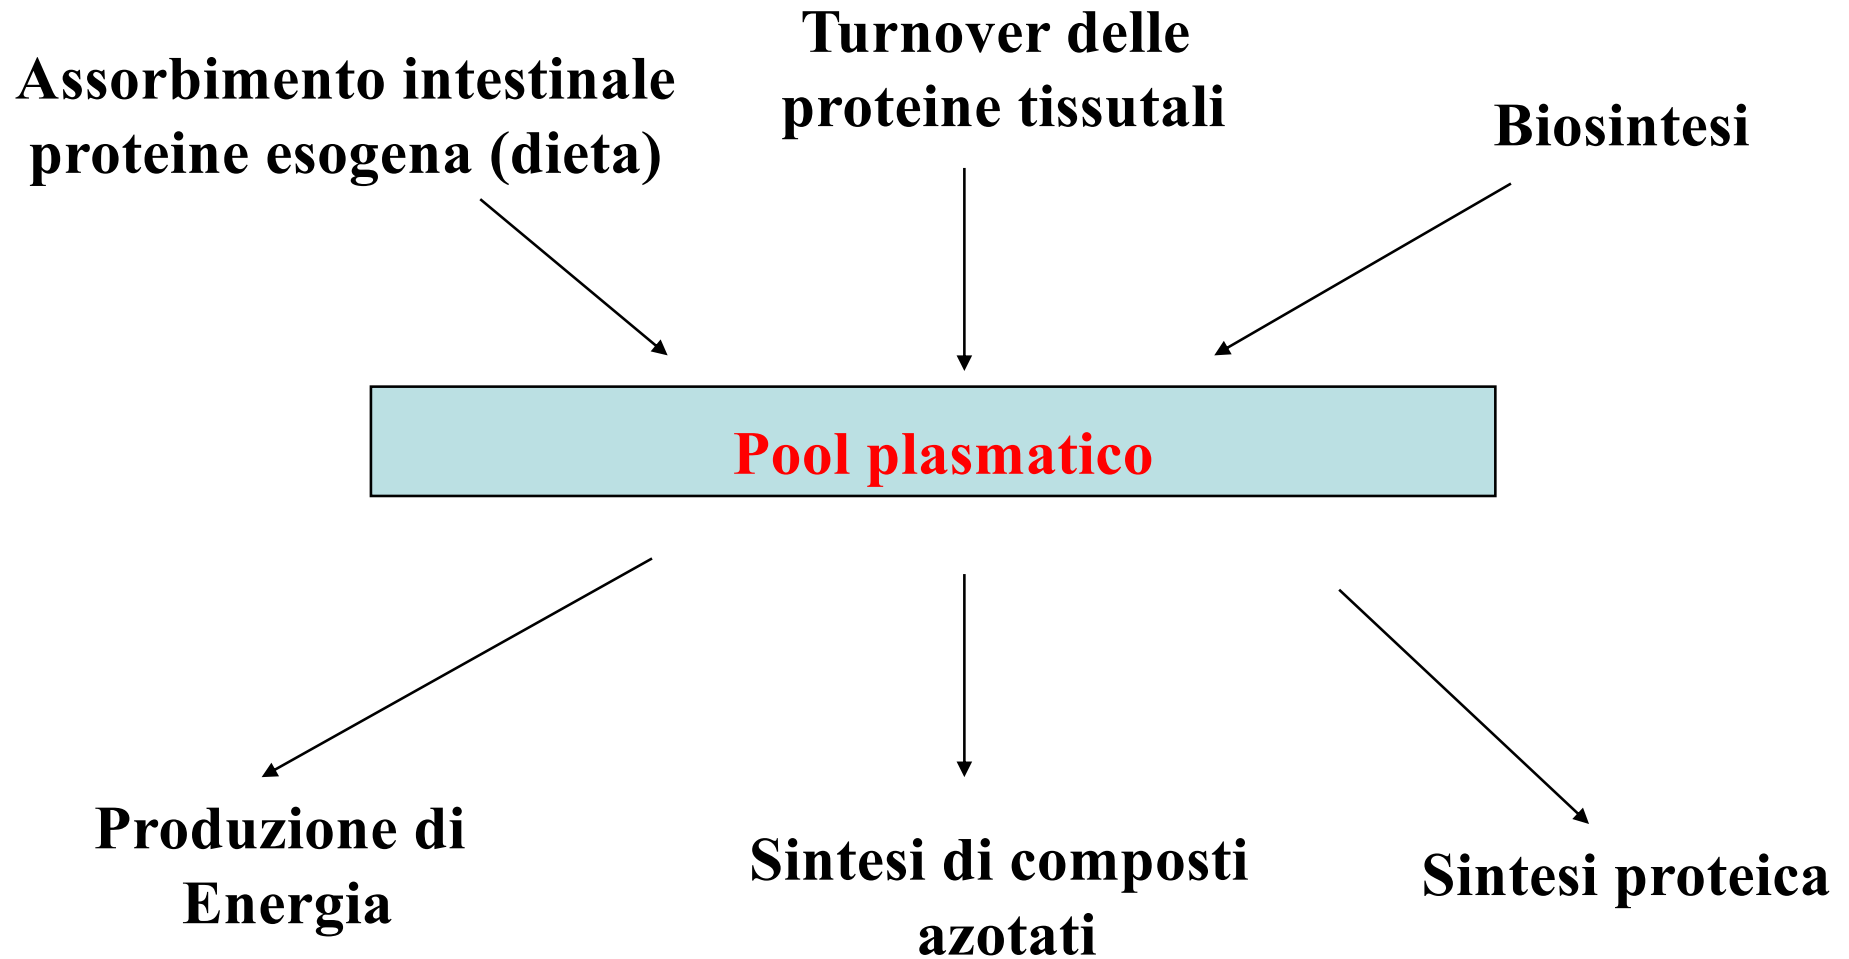 Assorbimento intestinale
proteine esogena (dieta)
Turnover delle
proteine tissutali
Biosintesi
Pool plasmatico
Produzione di
Energia
Sintesi di composti
azotati
Sintesi proteica